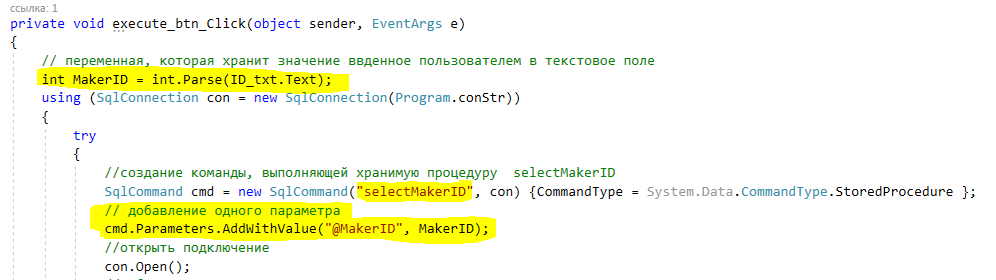 ссылка: 1
private void execute_btn_Click(object sender, EventArgs e)
{
// переменная, которая хранит значение ввденное пользователем в текстовое поле
int MakerID = int.Parse(ID_txt.Text);
using (SqlConnection con = new SqlConnection(Program.conStr))
{
try
{
//создание команды, выполняющей хранимую процедуру  selectMakerID
SqlCommand cmd = new SqlCommand("selectMakerID", con) {CommandType = System.Data.CommandType.StoredProcedure };
// добавление одного параметра
cmd.Parameters.AddWithValue("@MakerID", MakerID);
//открыть подключение
con.Open();